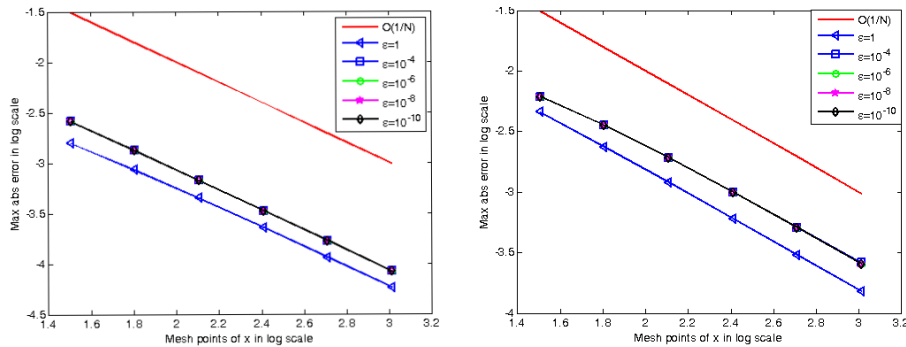 -1.5
-2
-2.5
-3
-3.5
-4
-4.5
Max abs error in log scale
1.4 1.6 1.8 2 2.2 2.4 2.6 2.8 3 3.2
Mesh points of x in log scale
O(1/N)
ε=1
ε=10⁻⁴
ε=10⁻⁶
ε=10⁻⁸
ε=10⁻¹⁰
-1.5
-2
-2.5
-3
-3.5
-4
Max abs error in log scale
1.4 1.6 1.8 2 2.2 2.4 2.6 2.8 3 3.2
Mesh points of x in log scale
O(1/N)
ε=1
ε=10⁻⁴
ε=10⁻⁶
ε=10⁻⁸
ε=10⁻¹⁰